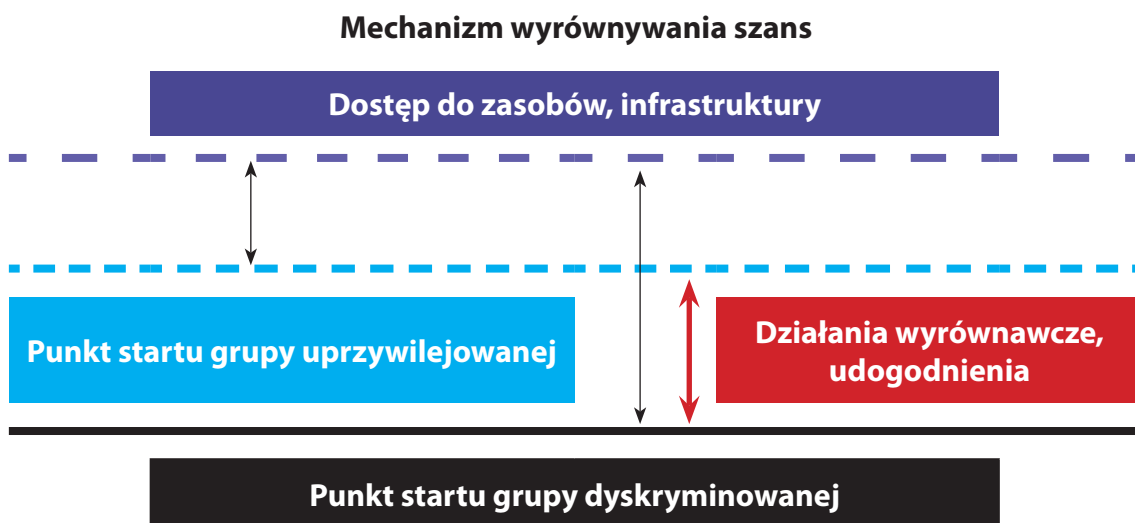 Mechanizm wyrównywania szans
Dostęp do zasobów, infrastruktury
Punkt startu grupy uprzywilejowanej
Działania wyrównawcze,
udogodnienia
Punkt startu grupy dyskryminowanej